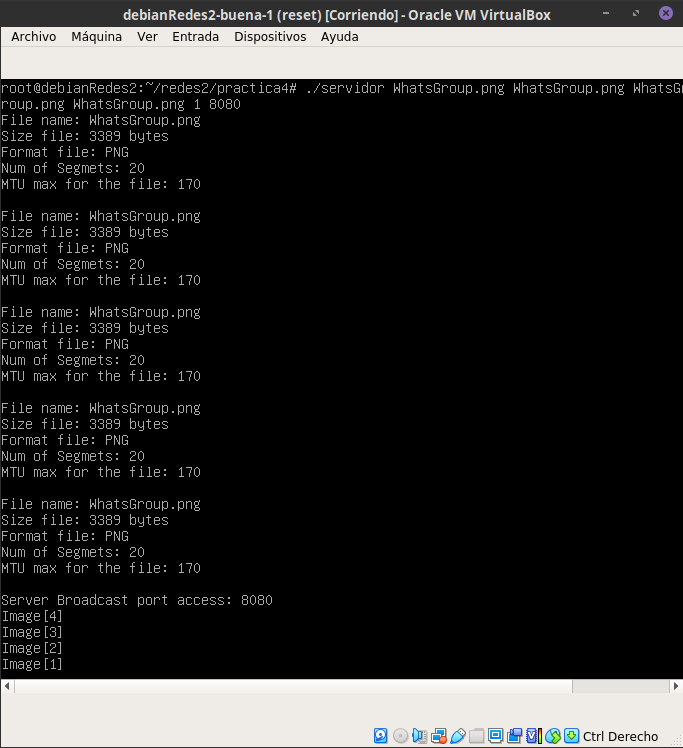 debianRedes2-buena-1 (reset) [Corriendo] - Oracle VM VirtualBox
Archivo Máquina Ver Entrada Dispositivos Ayuda
root@debianRedes2:~/redes2/practica4# ./servidor WhatsGroup.png WhatsGroup.png WhatsG
roup.png WhatsGroup.png 1 8080
File name: WhatsGroup.png
Size file: 3389 bytes
Format file: PNG
Num of Segmets: 20
MTU max for the file: 170
File name: WhatsGroup.png
Size file: 3389 bytes
Format file: PNG
Num of Segmets: 20
MTU max for the file: 170
File name: WhatsGroup.png
Size file: 3389 bytes
Format file: PNG
Num of Segmets: 20
MTU max for the file: 170
File name: WhatsGroup.png
Size file: 3389 bytes
Format file: PNG
Num of Segmets: 20
MTU max for the file: 170
File name: WhatsGroup.png
Size file: 3389 bytes
Format file: PNG
Num of Segmets: 20
MTU max for the file: 170
Server Broadcast port access: 8080
Image[4]
Image[3]
Image[2]
Image[1]
Ctrl Derecho